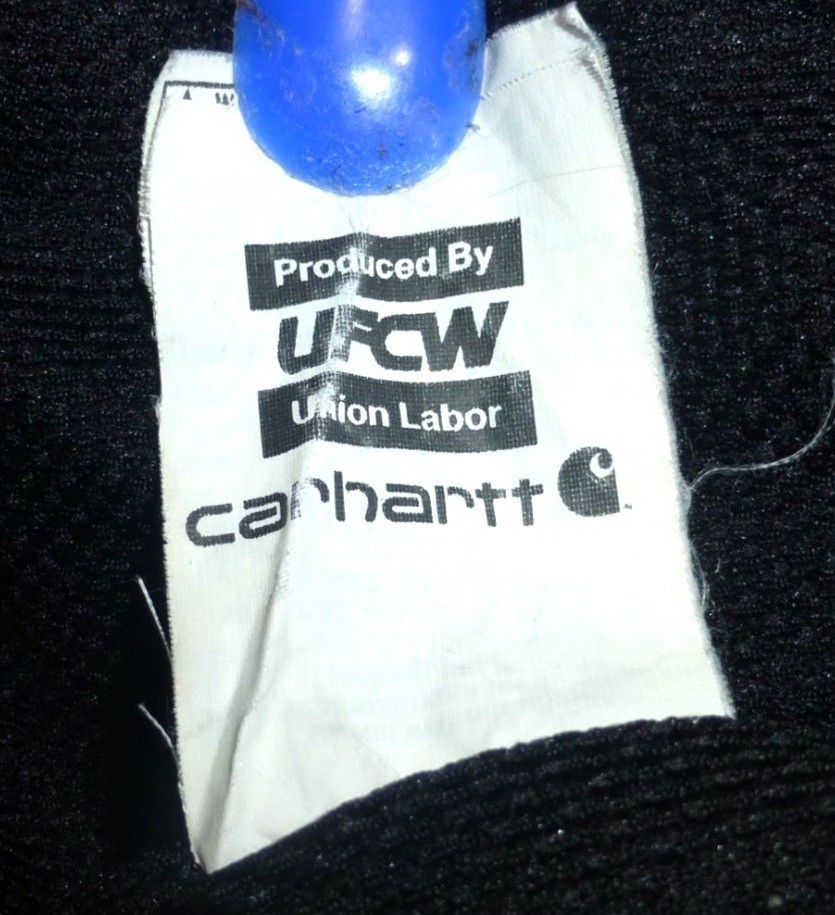 Produced By
UFCW
Union Labor
carhartt